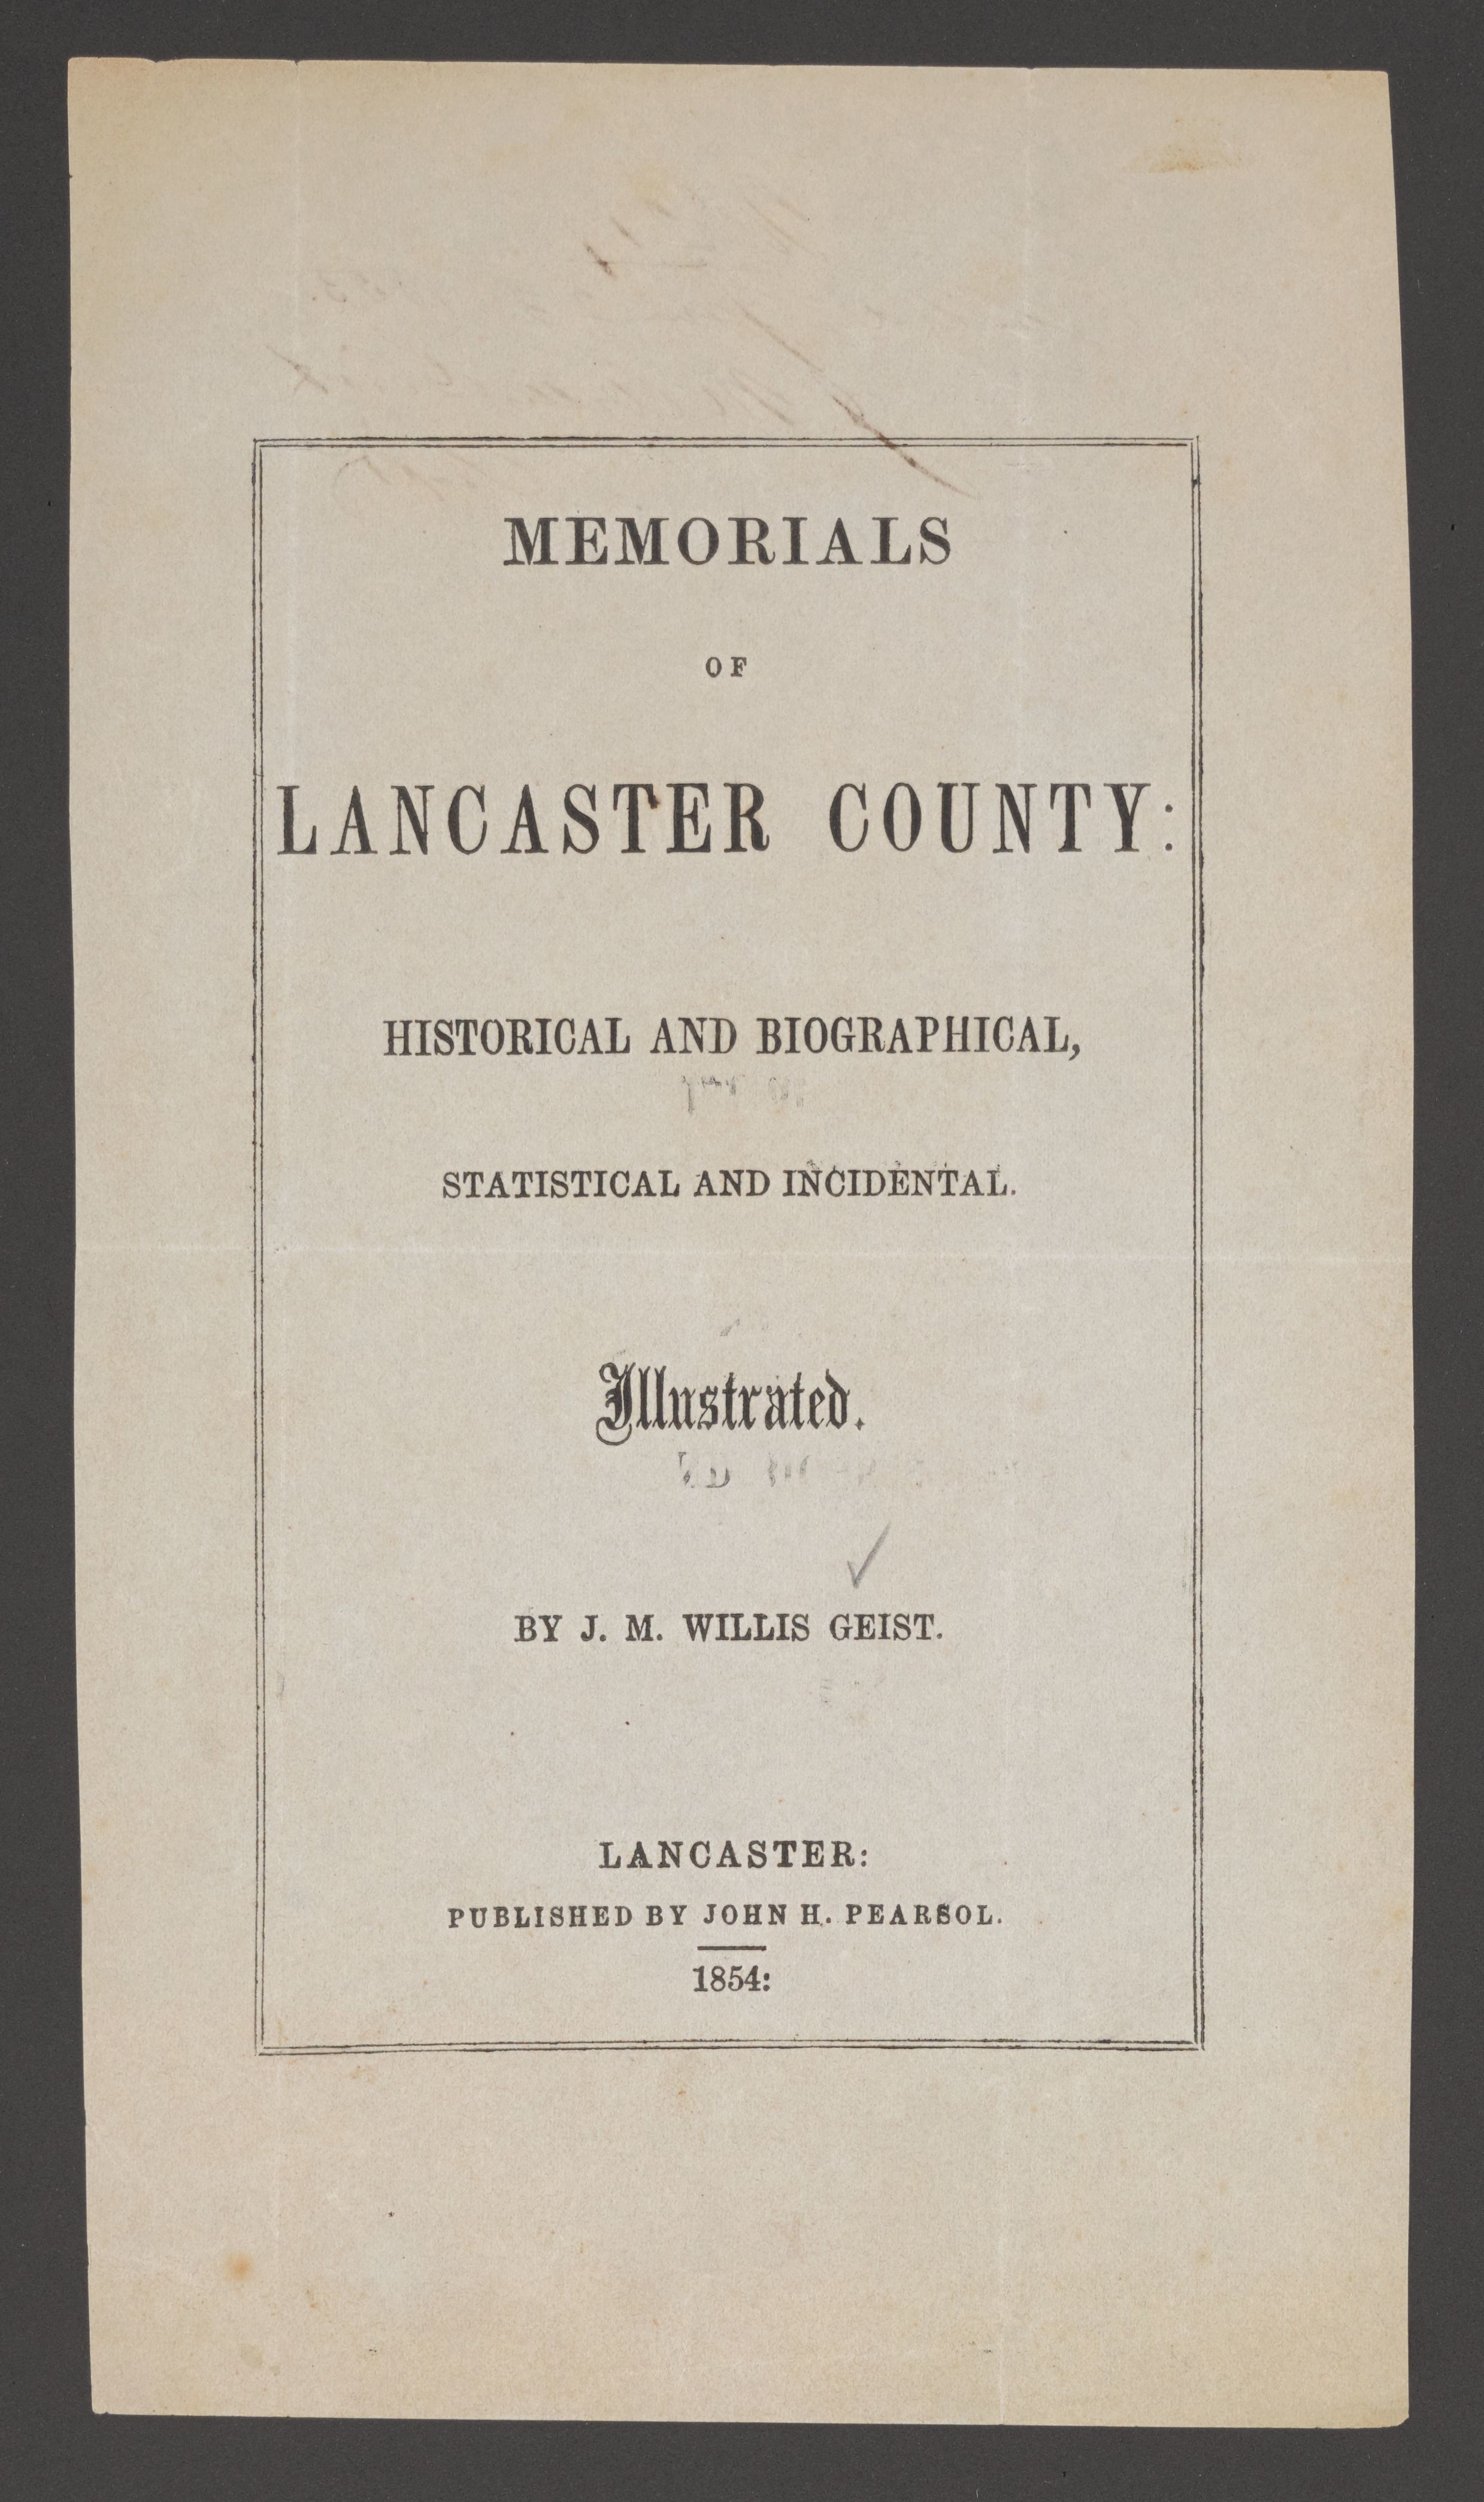 MEMORIALS
OF
LANCASTER COUNTY:
HISTORICAL AND BIOGRAPHICAL,
STATISTICAL AND INCIDENTAL.
Illustrated.
BY J. M. WILLIS GEIST.
LANCASTER:
PUBLISHED BY JOHN H. PEARSOL.
1854: